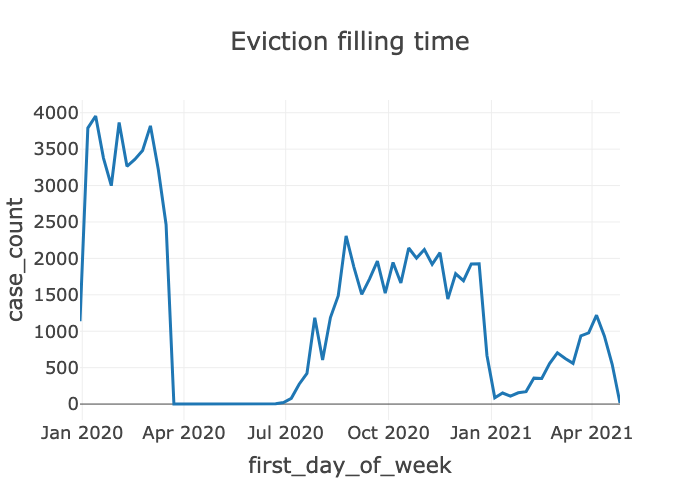 Eviction filling time
case_count
4000
3500
3000
2500
2000
1500
1000
500
0
Jan 2020 Apr 2020 Jul 2020 Oct 2020 Jan 2021 Apr 2021
first_day_of_week